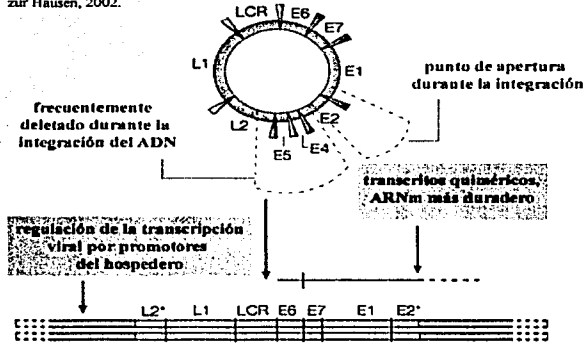 zur Hausen, 2002.
LCR E6
E7
L1
E1
punto de apertura
durante la integración
frecuentemente
deletado durante la
integración del ADN
L2
E2
E4
E5
transcritos quiméricos,
ARNm más duradero
regulación de la transcripción
viral por promotores
del hospedero
L2* L1 LCR E6 E7 E1 E2*